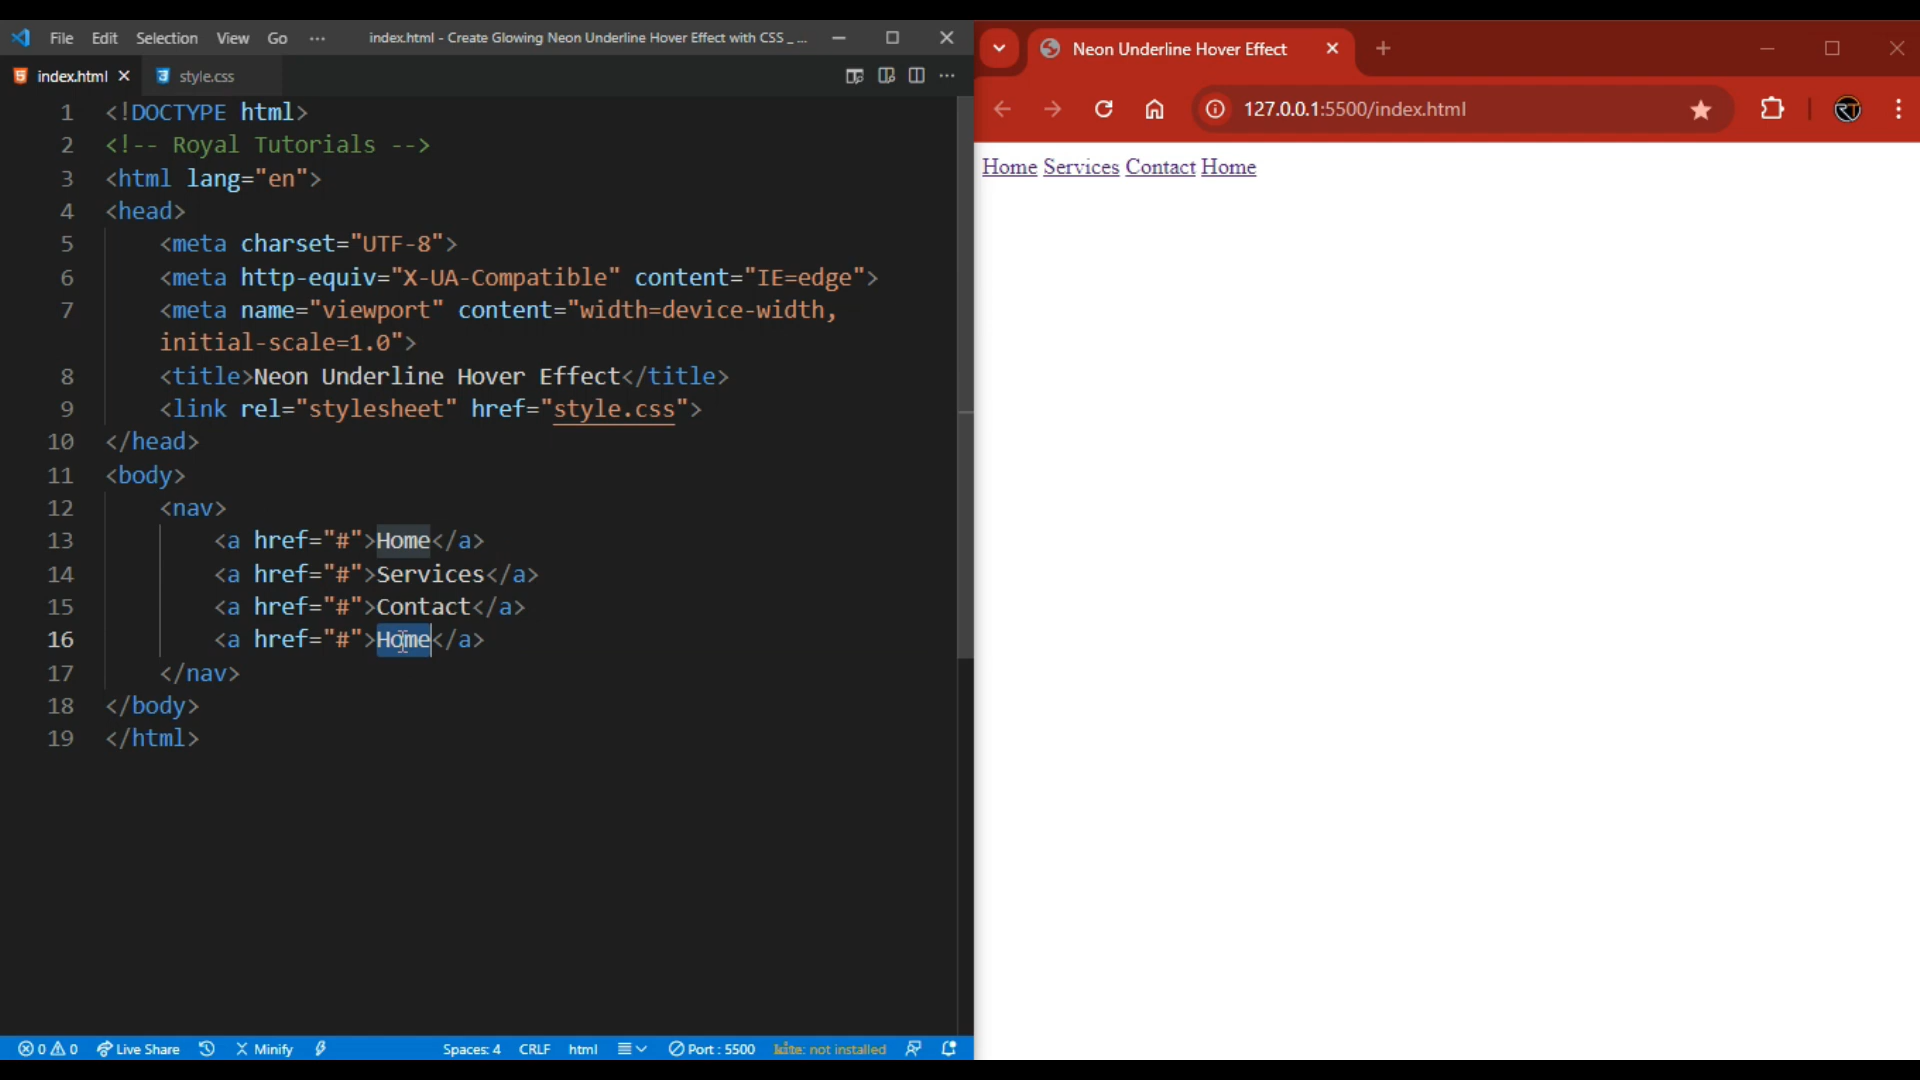 File Edit Selection View Go ··· index.html - Create Glowing Neon Underline Hover Effect with CSS _ ...
index.html style.css
1 <!DOCTYPE html>
2 <!-- Royal Tutorials -->
3 <html lang="en">
4 <head>
5 <meta charset="UTF-8">
6 <meta http-equiv="X-UA-Compatible" content="IE=edge">
7 <meta name="viewport" content="width=device-width,
initial-scale=1.0">
8 <title>Neon Underline Hover Effect</title>
9 <link rel="stylesheet" href="style.css">
10 </head>
11 <body>
12 <nav>
13 <a href="#">Home</a>
14 <a href="#">Services</a>
15 <a href="#">Contact</a>
16 <a href="#">Home</a>
17 </nav>
18 </body>
19 </html>
0 0 Live Share Minify Spaces: 4 CRLF html Port : 5500 kite: not installed
Neon Underline Hover Effect
127.0.0.1:5500/index.html RT
Home Services Contact Home